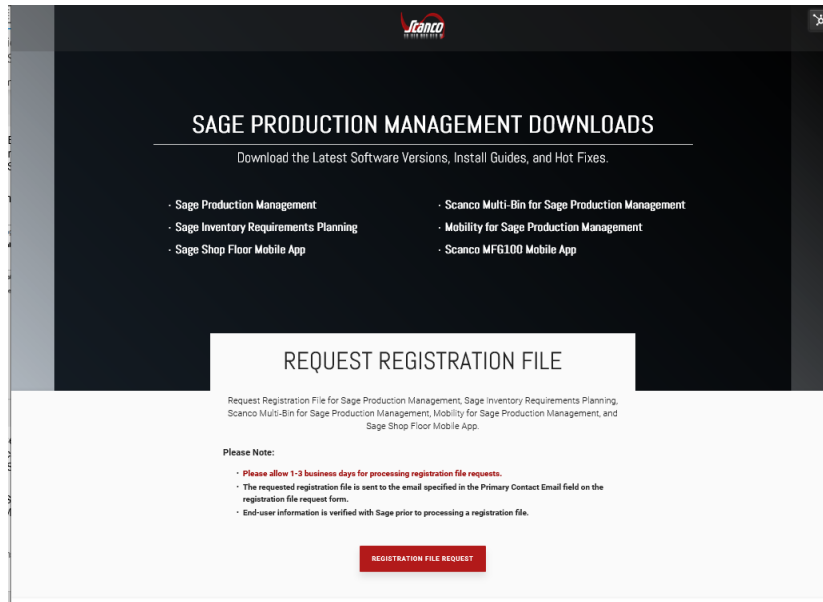 Scanco
SAGE PRODUCTION MANAGEMENT DOWNLOADS
Download the Latest Software Versions, Install Guides, and Hot Fixes.
· Sage Production Management
· Sage Inventory Requirements Planning
· Sage Shop Floor Mobile App
· Scanco Multi-Bin for Sage Production Management
· Mobility for Sage Production Management
· Scanco MFG100 Mobile App
REQUEST REGISTRATION FILE
Request Registration File for Sage Production Management, Sage Inventory Requirements Planning,
Scanco Multi-Bin for Sage Production Management, Mobility for Sage Production Management, and
Sage Shop Floor Mobile App.
Please Note:
· Please allow 1-3 business days for processing registration file requests.
· The requested registration file is sent to the email specified in the Primary Contact Email field on the
registration file request form.
· End-user information is verified with Sage prior to processing a registration file.
REGISTRATION FILE REQUEST